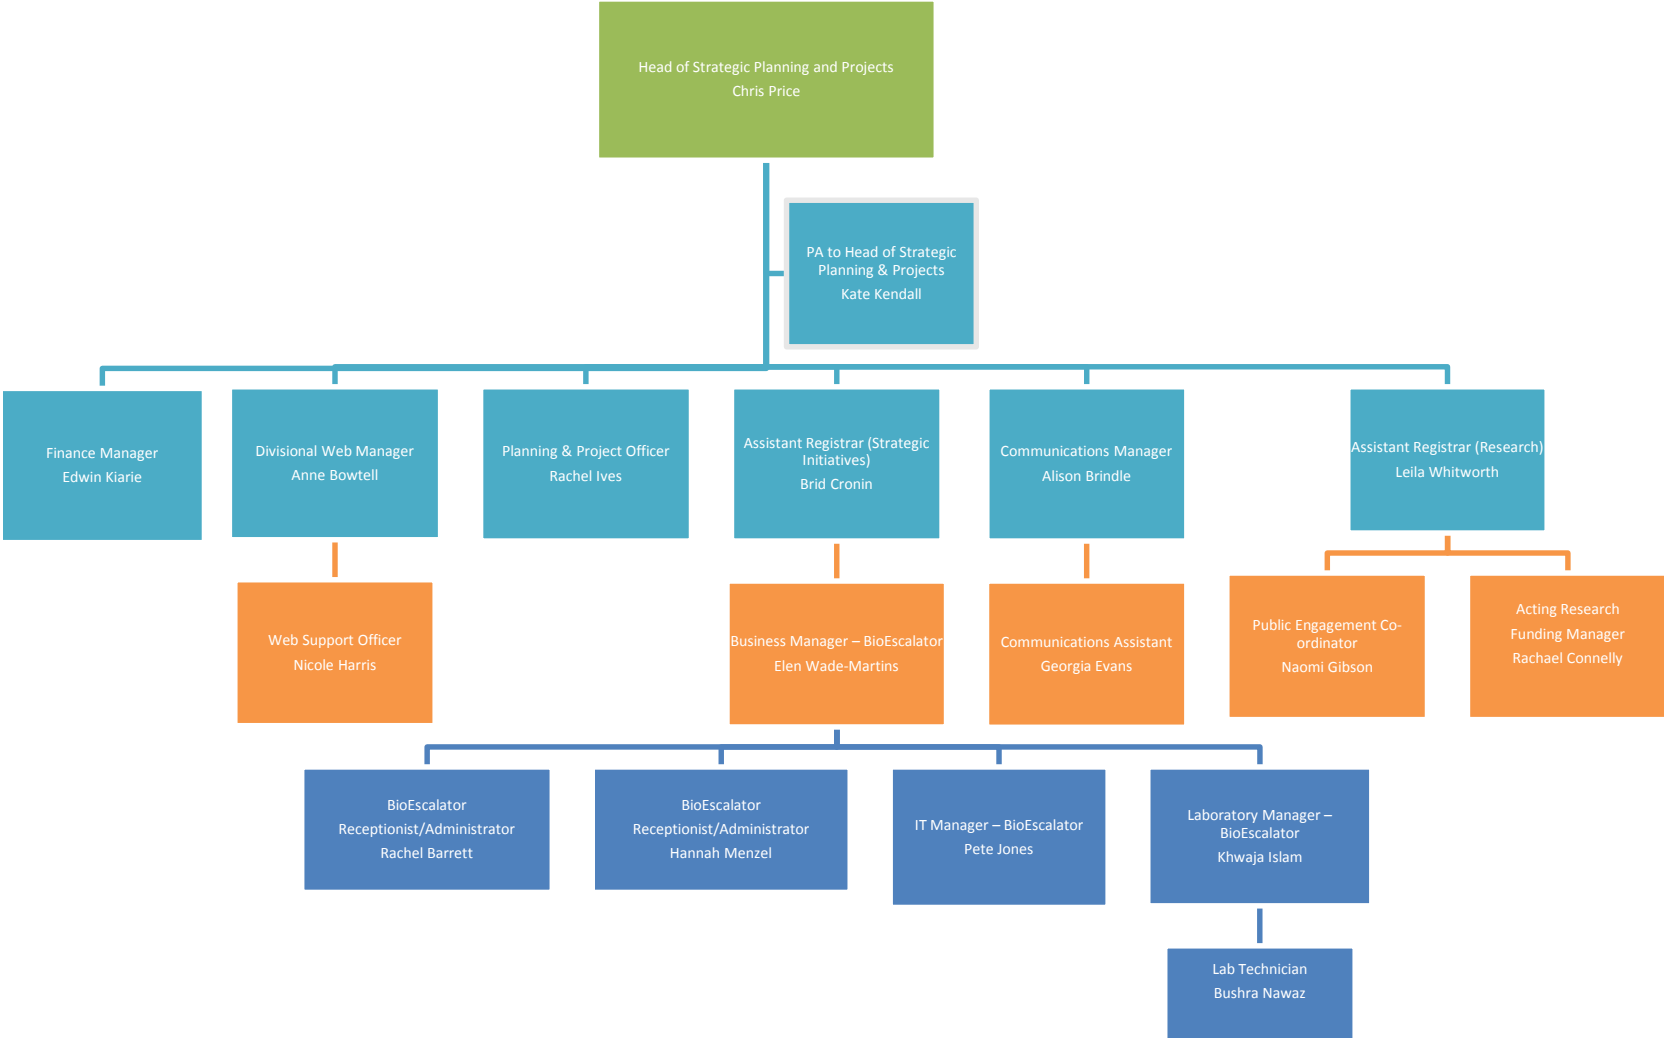 Head of Strategic Planning and Projects
Chris Price
PA to Head of Strategic
Planning & Projects
Kate Kendall
Finance Manager
Edwin Kiarie
Divisional Web Manager
Anne Bowtell
Planning & Project Officer
Rachel Ives
Assistant Registrar (Strategic
Initiatives)
Brid Cronin
Communications Manager
Alison Brindle
Assistant Registrar (Research)
Leila Whitworth
Web Support Officer
Nicole Harris
Business Manager – BioEscalator
Elen Wade-Martins
Communications Assistant
Georgia Evans
Public Engagement Co-
ordinator
Naomi Gibson
Acting Research
Funding Manager
Rachael Connelly
BioEscalator
Receptionist/Administrator
Rachel Barrett
BioEscalator
Receptionist/Administrator
Hannah Menzel
IT Manager – BioEscalator
Pete Jones
Laboratory Manager –
BioEscalator
Khwaja Islam
Lab Technician
Bushra Nawaz